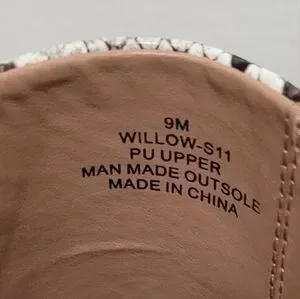 9M
WILLOW-S11
PU UPPER
MAN MADE OUTSOLE
MADE IN CHINA